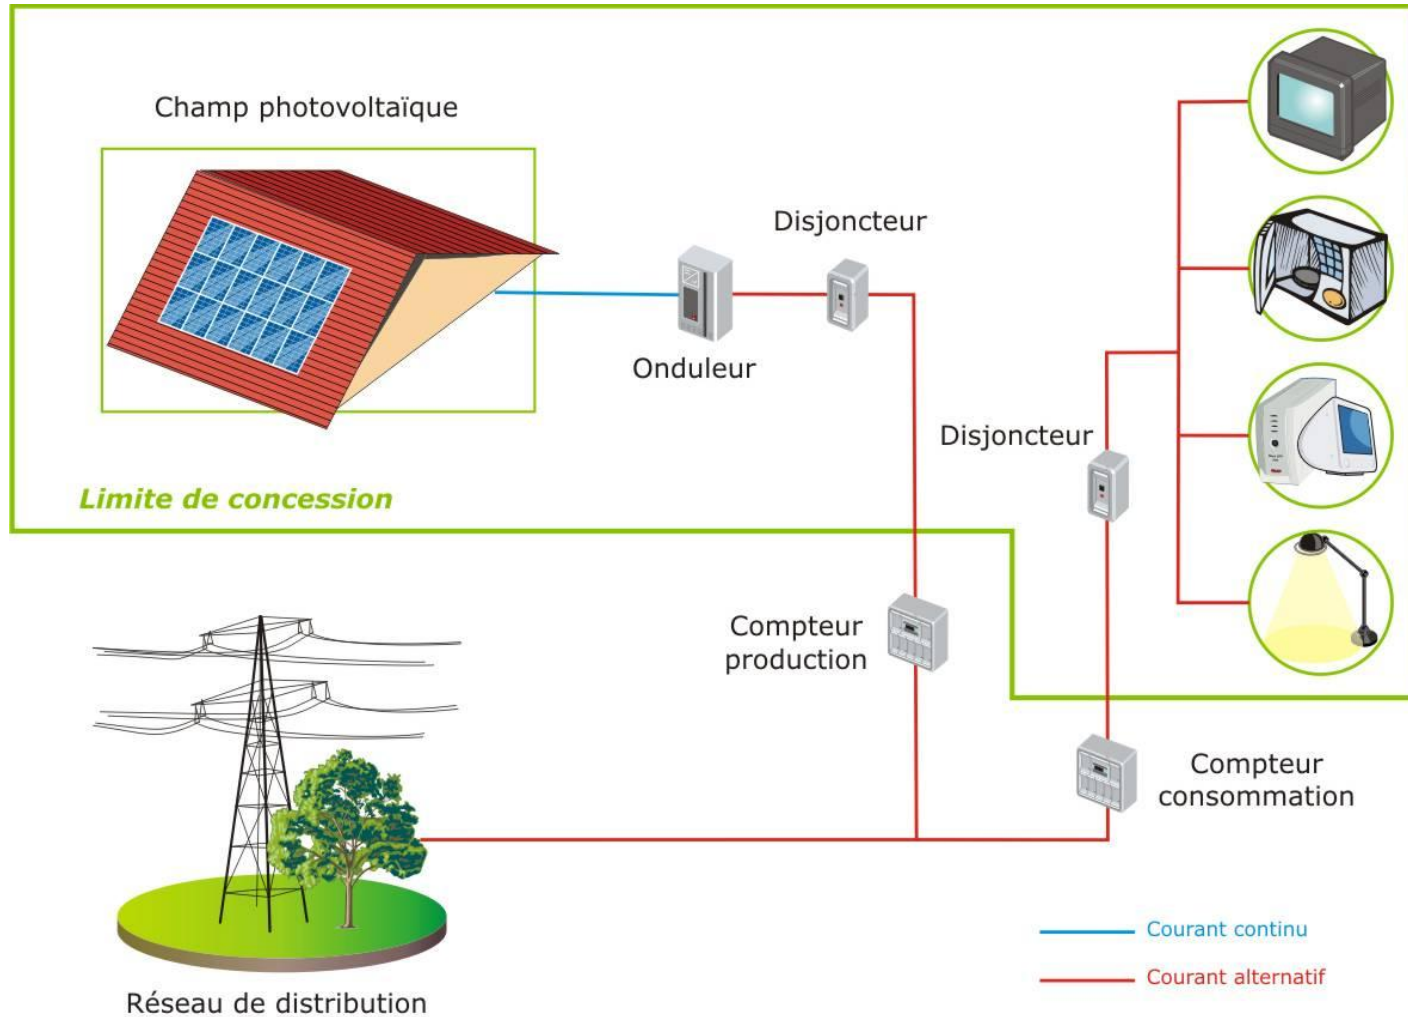 Champ photovoltaïque
Disjoncteur
Onduleur
Disjoncteur
Limite de concession
Compteur
production
Compteur
consommation
Courant continu
Courant alternatif
Réseau de distribution